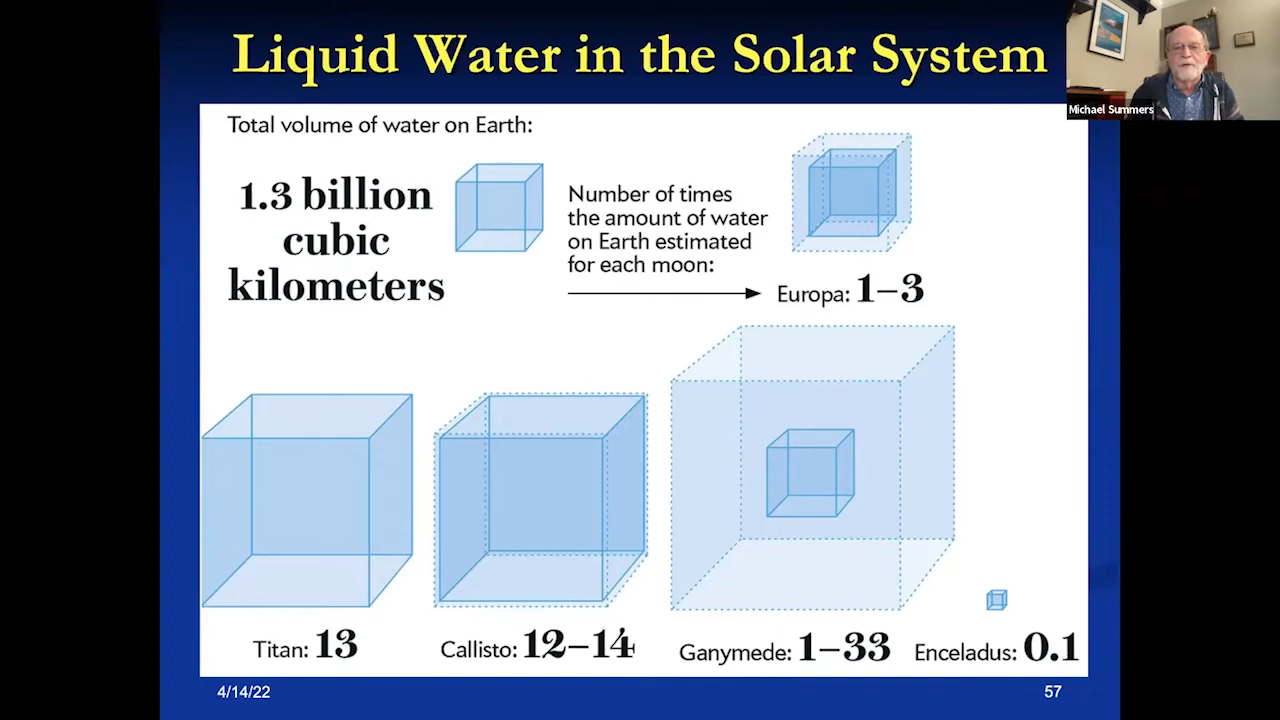 Liquid Water in the Solar System
Michael Summers
Total volume of water on Earth:
1.3 billion
cubic
kilometers
Number of times
the amount of water
on Earth estimated
for each moon:
Europa: 1–3
Titan: 13
Callisto: 12–14
Ganymede: 1–33
Enceladus: 0.1
4/14/22
57